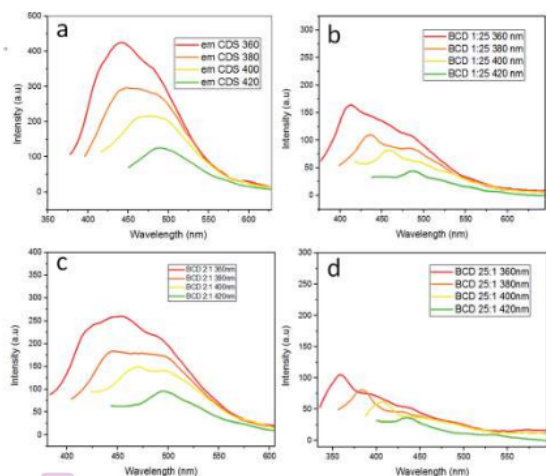 a
em CDS 360
em CDS 380
em CDS 400
em CDS 420
500
400
300
200
100
0
Intensity (a.u)
350 400 450 500 550 600
Wavelength (nm)
b
BCD 1:25 360 nm
BCD 1:25 380 nm
BCD 1:25 400 nm
BCD 1:25 420 nm
300
250
200
150
100
50
0
Intensity (a.u)
400 450 500 550 600
Wavelength (nm)
c
BCD 2:1 360nm
BCD 2:1 380nm
BCD 2:1 400nm
BCD 2:1 420nm
400
350
300
250
200
150
100
50
0
Intensity (a.u)
400 450 500 550 600
Wavelength (nm)
d
BCD 25:1 360nm
BCD 25:1 380nm
BCD 25:1 400nm
BCD 25:1 420nm
300
250
200
150
100
50
0
Intensity (a.u)
350 400 450 500 550
Wavelength (nm)